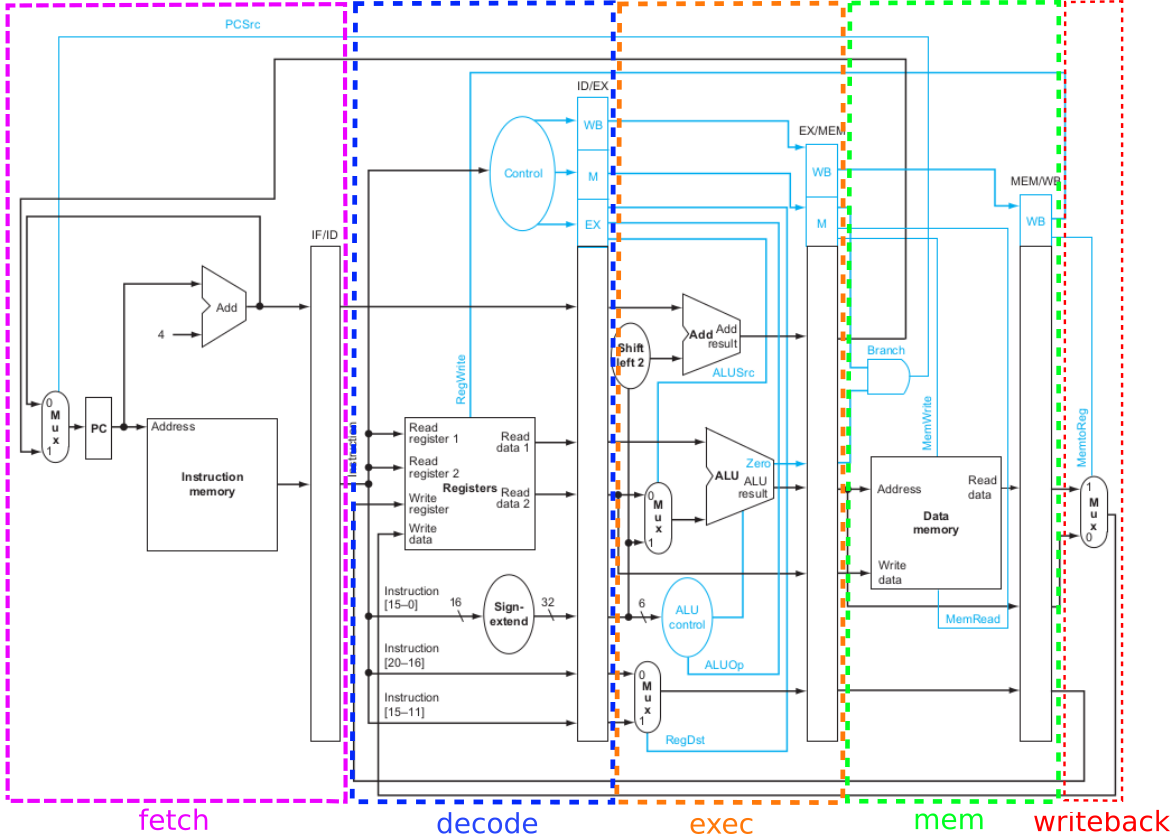 PCSrc
ID/EX
WB
EX/MEM
Control
M
WB
MEM/WB
EX
M
WB
IF/ID
Add
4
Add
Add
result
Shift
left 2
Branch
ALUSrc
RegWrite
MemWrite
MemtoReg
0
M
u
x
1
PC
Address
Instruction
memory
Instruction
Read
register 1
Read
data 1
Read
register 2
Registers
Read
data 2
Write
register
Write
data
0
M
u
x
1
Zero
ALU
ALU
result
Address
Read
data
Data
memory
Write
data
1
M
u
x
0
Instruction
[15–0]
16
Sign-
extend
32
6
ALU
control
MemRead
Instruction
[20–16]
ALUOp
Instruction
[15–11]
0
M
u
x
1
RegDst
fetch
decode
exec
mem
writeback